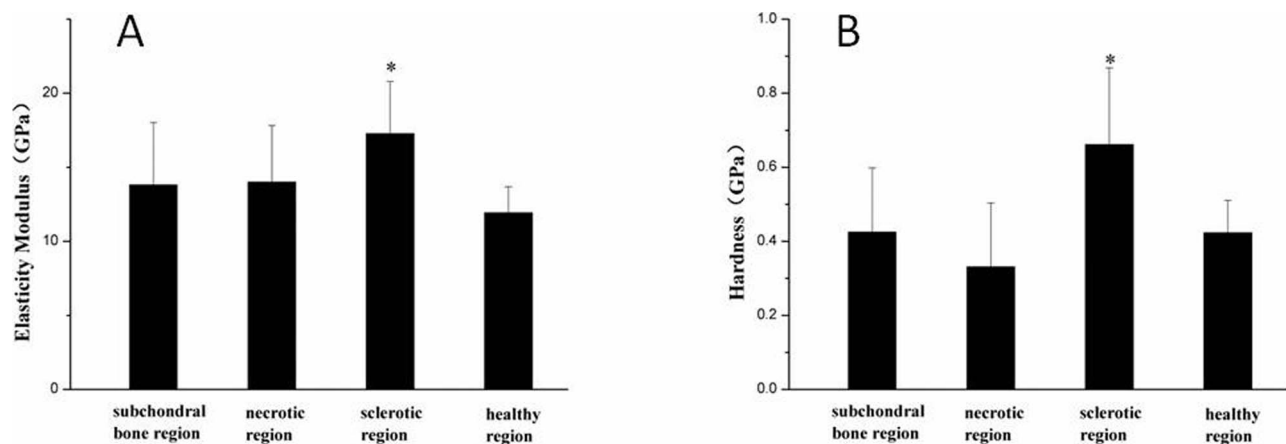 A
Elasticity Modulus（GPa）
20
10
0
*
subchondral
bone region
necrotic
region
sclerotic
region
healthy
region
B
Hardness（GPa）
1.0
0.8
0.6
0.4
0.2
0.0
*
subchondral
bone region
necrotic
region
sclerotic
region
healthy
region